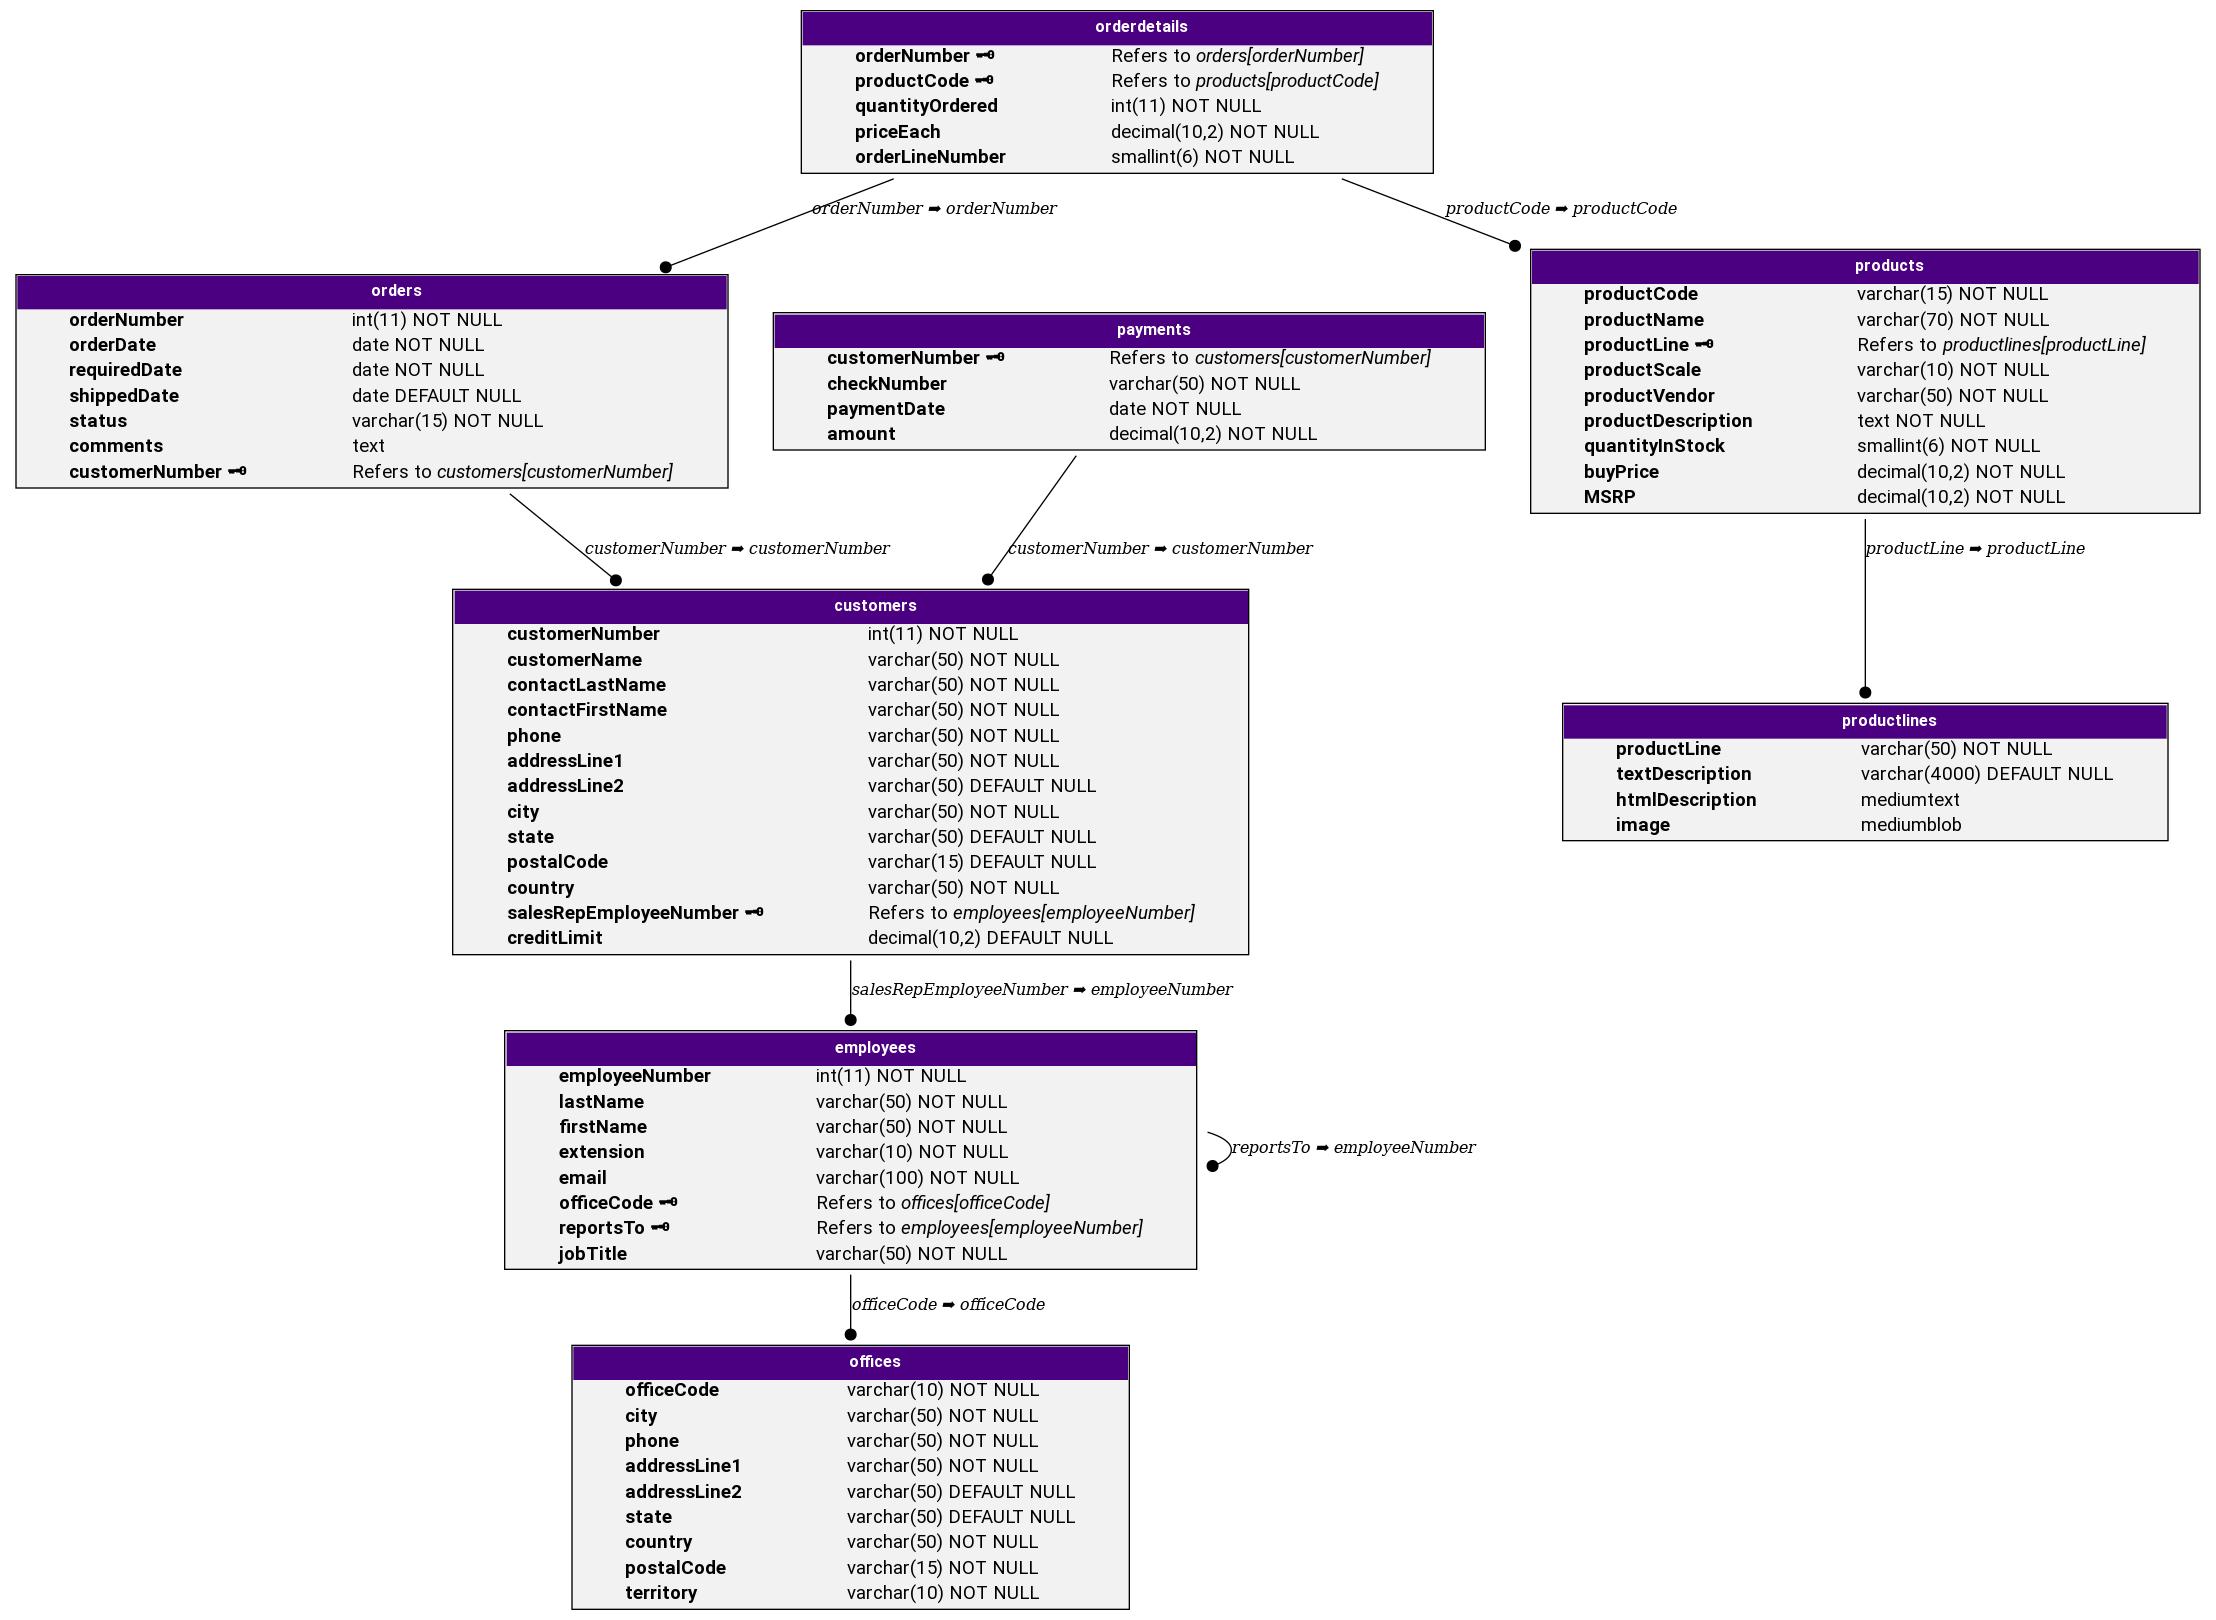 orderdetails
orderNumber 🗝 Refers to orders[orderNumber]
productCode 🗝 Refers to products[productCode]
quantityOrdered int(11) NOT NULL
priceEach decimal(10,2) NOT NULL
orderLineNumber smallint(6) NOT NULL
orderNumber ➡ orderNumber
productCode ➡ productCode
orders
orderNumber int(11) NOT NULL
orderDate date NOT NULL
requiredDate date NOT NULL
shippedDate date DEFAULT NULL
status varchar(15) NOT NULL
comments text
customerNumber 🗝 Refers to customers[customerNumber]
payments
customerNumber 🗝 Refers to customers[customerNumber]
checkNumber varchar(50) NOT NULL
paymentDate date NOT NULL
amount decimal(10,2) NOT NULL
products
productCode varchar(15) NOT NULL
productName varchar(70) NOT NULL
productLine 🗝 Refers to productlines[productLine]
productScale varchar(10) NOT NULL
productVendor varchar(50) NOT NULL
productDescription text NOT NULL
quantityInStock smallint(6) NOT NULL
buyPrice decimal(10,2) NOT NULL
MSRP decimal(10,2) NOT NULL
customerNumber ➡ customerNumber
customerNumber ➡ customerNumber
productLine ➡ productLine
customers
customerNumber int(11) NOT NULL
customerName varchar(50) NOT NULL
contactLastName varchar(50) NOT NULL
contactFirstName varchar(50) NOT NULL
phone varchar(50) NOT NULL
addressLine1 varchar(50) NOT NULL
addressLine2 varchar(50) DEFAULT NULL
city varchar(50) NOT NULL
state varchar(50) DEFAULT NULL
postalCode varchar(15) DEFAULT NULL
country varchar(50) NOT NULL
salesRepEmployeeNumber 🗝 Refers to employees[employeeNumber]
creditLimit decimal(10,2) DEFAULT NULL
productlines
productLine varchar(50) NOT NULL
textDescription varchar(4000) DEFAULT NULL
htmlDescription mediumtext
image mediumblob
salesRepEmployeeNumber ➡ employeeNumber
employees
employeeNumber int(11) NOT NULL
lastName varchar(50) NOT NULL
firstName varchar(50) NOT NULL
extension varchar(10) NOT NULL
email varchar(100) NOT NULL
officeCode 🗝 Refers to offices[officeCode]
reportsTo 🗝 Refers to employees[employeeNumber]
jobTitle varchar(50) NOT NULL
reportsTo ➡ employeeNumber
officeCode ➡ officeCode
offices
officeCode varchar(10) NOT NULL
city varchar(50) NOT NULL
phone varchar(50) NOT NULL
addressLine1 varchar(50) NOT NULL
addressLine2 varchar(50) DEFAULT NULL
state varchar(50) DEFAULT NULL
country varchar(50) NOT NULL
postalCode varchar(15) NOT NULL
territory varchar(10) NOT NULL